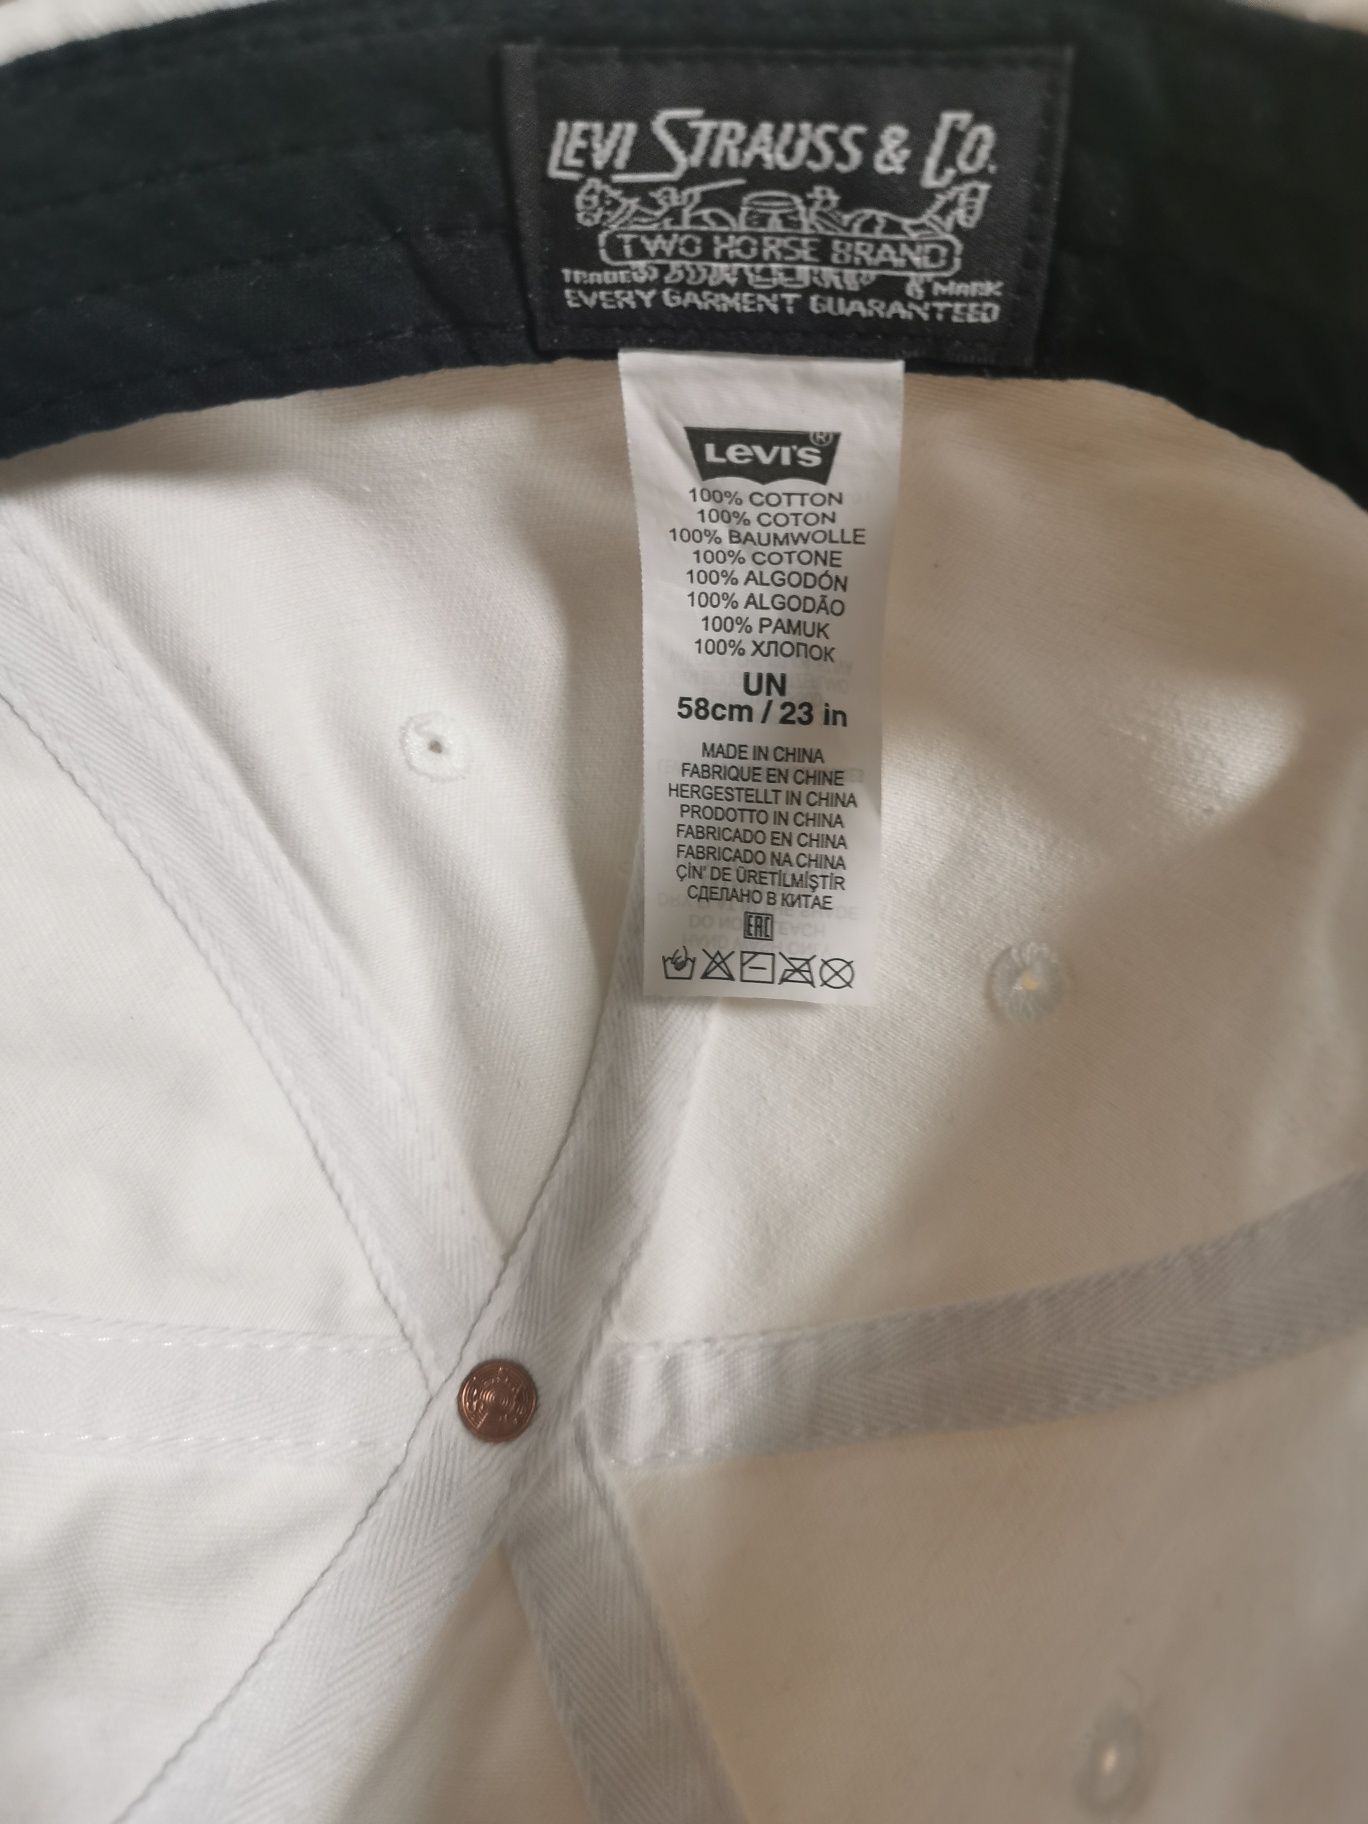 LEVI STRAUSS & CO.
TWO HORSE BRAND
TRADE MARK
EVERY GARMENT GUARANTEED
LEVI'S®
100% COTTON
100% COTON
100% BAUMWOLLE
100% COTONE
100% ALGODÓN
100% ALGODÃO
100% PAMUK
100% ХЛОПОК
UN
58cm / 23 in
MADE IN CHINA
FABRIQUE EN CHINE
HERGESTELLT IN CHINA
PRODOTTO IN CHINA
FABRICADO EN CHINA
FABRICADO NA CHINA
ÇİN' DE ÜRETİLMİŞTİR
СДЕЛАНО В КИТАЕ
EAC